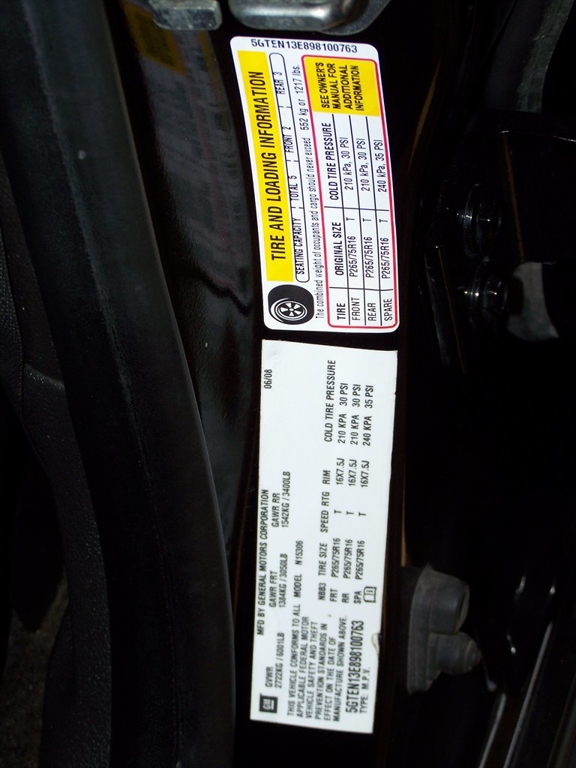 5GTEN13E898100763
TIRE AND LOADING INFORMATION
SEATING CAPACITY TOTAL 5 FRONT 2 REAR 3
The combined weight of occupants and cargo should never exceed 552 kg or 1217 lbs.
TIRE ORIGINAL SIZE COLD TIRE PRESSURE
FRONT P265/75R16 T 210 kPa, 30 PSI
REAR P265/75R16 T 210 kPa, 30 PSI
SPARE P265/75R16 T 240 kPa, 35 PSI
SEE OWNER'S
MANUAL FOR
ADDITIONAL
INFORMATION
GM
MFD BY GENERAL MOTORS CORPORATION 06/08
GVWR GAWR FRT GAWR RR
2722KG / 6001LB 1384KG / 3050LB 1542KG / 3400LB
THIS VEHICLE CONFORMS TO ALL
APPLICABLE FEDERAL MOTOR
VEHICLE SAFETY AND THEFT
PREVENTION STANDARDS IN
EFFECT ON THE DATE OF
MANUFACTURE SHOWN ABOVE.
5GTEN13E898100763
TYPE: M.P.V.
MODEL N15306
NBB3 TIRE SIZE SPEED RTG RIM COLD TIRE PRESSURE
FRT P265/75R16 T 16X7.5J 210 KPA 30 PSI
RR P265/75R16 T 16X7.5J 210 KPA 30 PSI
SPA P265/75R16 T 16X7.5J 240 KPA 35 PSI